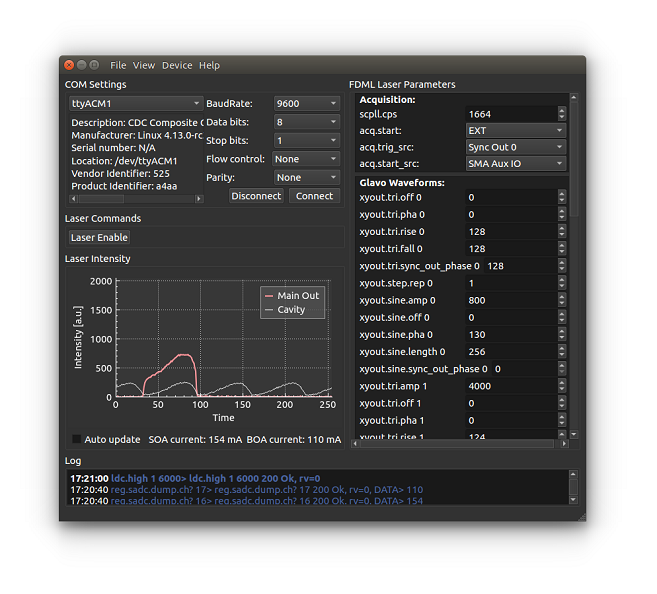 File View Device Help
COM Settings
ttyACM1
Description: CDC Composite G
Manufacturer: Linux 4.13.0-rc
Serial number: N/A
Location: /dev/ttyACM1
Vendor Identifier: 525
Product Identifier: a4aa
BaudRate: 9600
Data bits: 8
Stop bits: 1
Flow control: None
Parity: None
Disconnect Connect
Laser Commands
Laser Enable
Laser Intensity
Intensity [a.u.]
2000
1500
1000
500
0
Main Out
Cavity
0 50 100 150 200 250
Time
Auto update SOA current: 154 mA BOA current: 110 mA
FDML Laser Parameters
Acquisition:
scpll.cps 1664
acq.start: EXT
acq.trig_src: Sync Out 0
acq.start_src: SMA Aux IO
Glavo Waveforms:
xyout.tri.off 0 0
xyout.tri.pha 0 0
xyout.tri.rise 0 128
xyout.tri.fall 0 128
xyout.tri.sync_out_phase 0 128
xyout.step.rep 0 1
xyout.sine.amp 0 800
xyout.sine.off 0 0
xyout.sine.pha 0 130
xyout.sine.length 0 256
xyout.sine.sync_out_phase 0 0
xyout.tri.amp 1 4000
xyout.tri.off 1 0
xyout.tri.pha 1 0
xyout.tri.rise 1 124
Log
17:21:00 ldc.high 1 6000> ldc.high 1 6000 200 Ok, rv=0
17:20:40 reg.sadc.dump.ch? 17> reg.sadc.dump.ch? 17 200 Ok, rv=0, DATA> 110
17:20:40 reg.sadc.dump.ch? 16> reg.sadc.dump.ch? 16 200 Ok, rv=0, DATA> 154